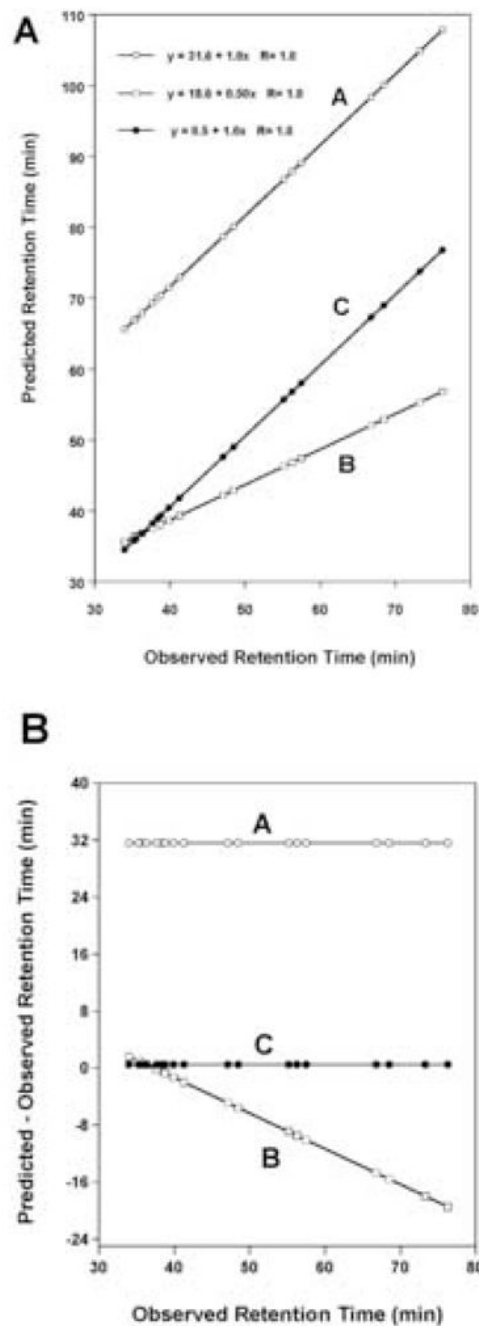 A
110
y = 31.6 + 1.0x R= 1.0
y = 18.6 + 0.50x R= 1.0
y = 0.5 + 1.0x R= 1.0
A
100
90
80
C
70
60
B
50
40
30
30 40 50 60 70 80
Predicted Retention Time (min)
Observed Retention Time (min)
B
40
A
32
24
16
8
C
0
-8
B
-16
-24
30 40 50 60 70 80
Predicted - Observed Retention Time (min)
Observed Retention Time (min)